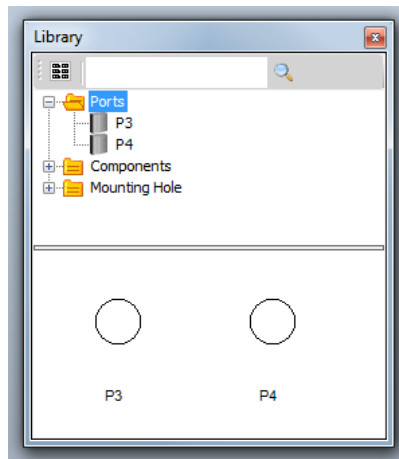 Library
Ports
P3
P4
Components
Mounting Hole
P3 P4